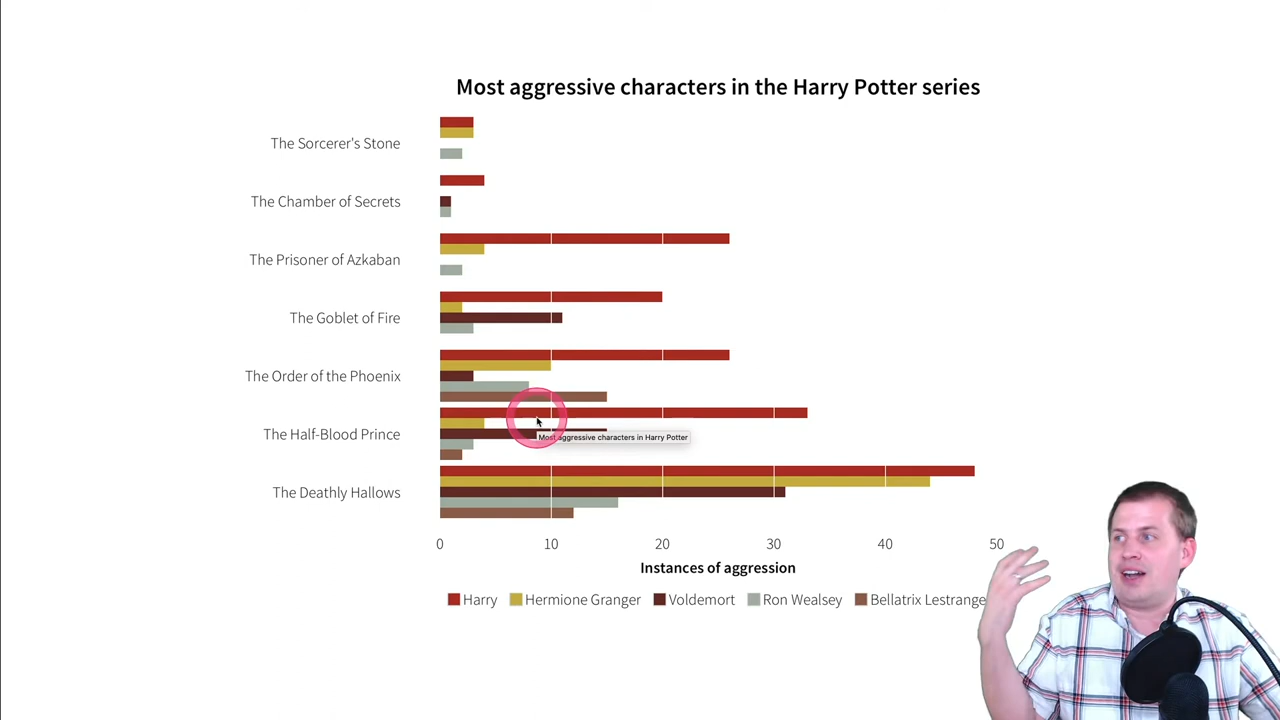 Most aggressive characters in the Harry Potter series
The Sorcerer's Stone
The Chamber of Secrets
The Prisoner of Azkaban
The Goblet of Fire
The Order of the Phoenix
The Half-Blood Prince
Most aggressive characters in Harry Potter
The Deathly Hallows
0 10 20 30 40 50
Instances of aggression
Harry Hermione Granger Voldemort Ron Wealsey Bellatrix Lestrange